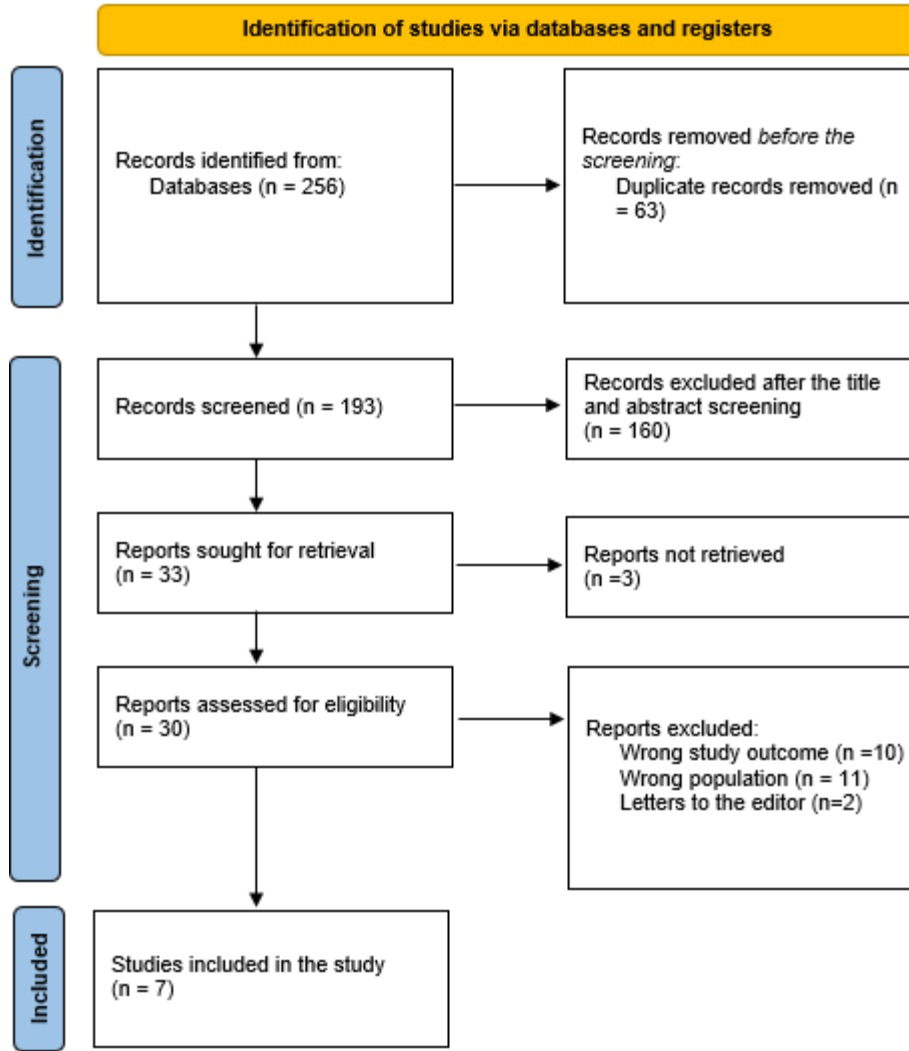 Identification of studies via databases and registers
Identification
Records identified from:
Databases (n = 256)
Records removed before the
screening:
Duplicate records removed (n
= 63)
Screening
Records screened (n = 193)
Records excluded after the title
and abstract screening
(n = 160)
Reports sought for retrieval
(n = 33)
Reports not retrieved
(n =3)
Reports assessed for eligibility
(n = 30)
Reports excluded:
Wrong study outcome (n =10)
Wrong population (n = 11)
Letters to the editor (n=2)
Included
Studies included in the study
(n = 7)